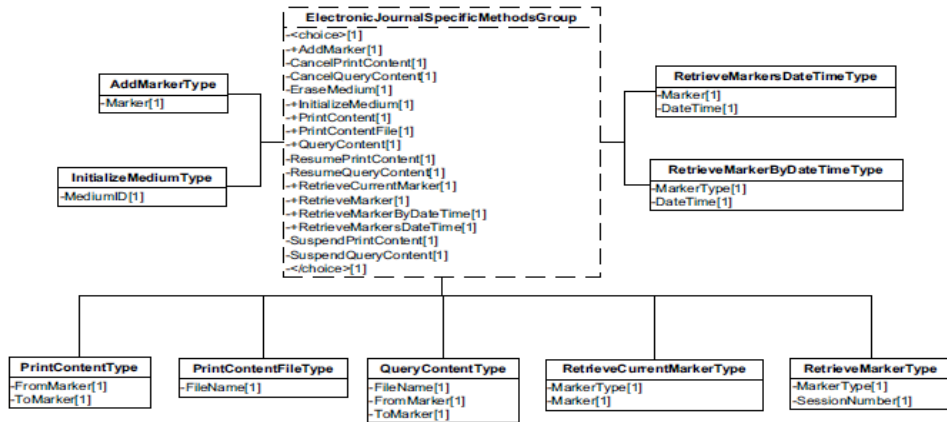 ElectronicJournalSpecificMethodsGroup
-<choice>[1]
-+AddMarker[1]
-CancelPrintContent[1]
-CancelQueryContent[1]
-EraseMedium[1]
-+InitializeMedium[1]
-+PrintContent[1]
-+PrintContentFile[1]
-+QueryContent[1]
-ResumePrintContent[1]
-ResumeQueryContent[1]
-+RetrieveCurrentMarker[1]
-+RetrieveMarker[1]
-+RetrieveMarkerByDateTime[1]
-+RetrieveMarkersDateTime[1]
-SuspendPrintContent[1]
-SuspendQueryContent[1]
-</choice>[1]
AddMarkerType
-Marker[1]
InitializeMediumType
-MediumID[1]
RetrieveMarkersDateTimeType
-Marker[1]
-DateTime[1]
RetrieveMarkerByDateTimeType
-MarkerType[1]
-DateTime[1]
PrintContentType
-FromMarker[1]
-ToMarker[1]
PrintContentFileType
-FileName[1]
QueryContentType
-FileName[1]
-FromMarker[1]
-ToMarker[1]
RetrieveCurrentMarkerType
-MarkerType[1]
-Marker[1]
RetrieveMarkerType
-MarkerType[1]
-SessionNumber[1]